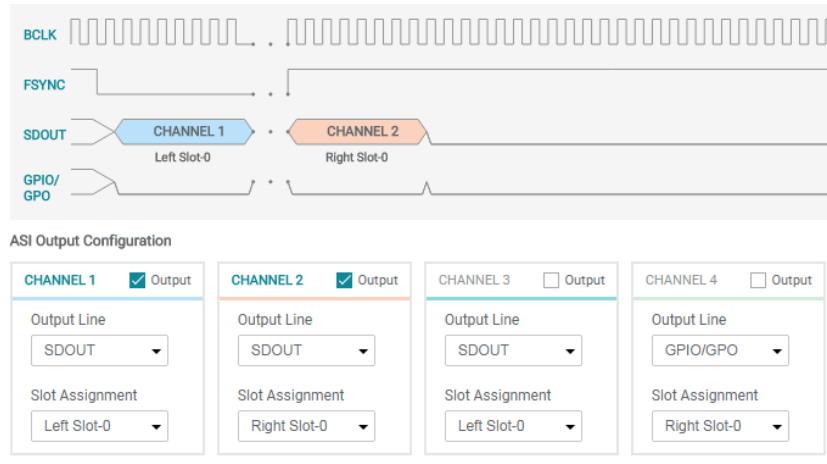 BCLK
FSYNC
SDOUT CHANNEL 1 CHANNEL 2
Left Slot-0 Right Slot-0
GPIO/
GPO
ASI Output Configuration
CHANNEL 1 Output CHANNEL 2 Output CHANNEL 3 Output CHANNEL 4 Output
Output Line Output Line Output Line Output Line
SDOUT SDOUT SDOUT GPIO/GPO
Slot Assignment Slot Assignment Slot Assignment Slot Assignment
Left Slot-0 Right Slot-0 Left Slot-0 Right Slot-0